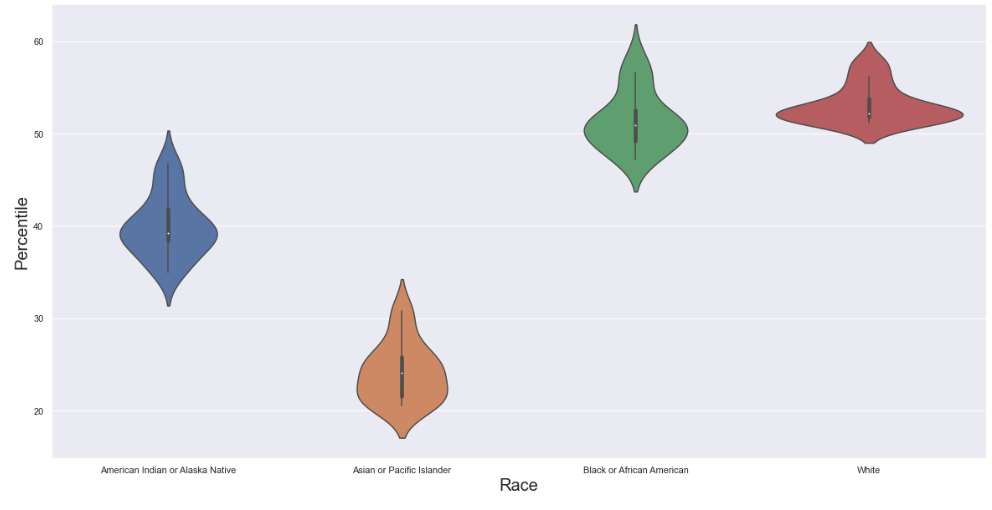 60
50
40
30
20
Percentile
American Indian or Alaska Native
Asian or Pacific Islander
Black or African American
White
Race